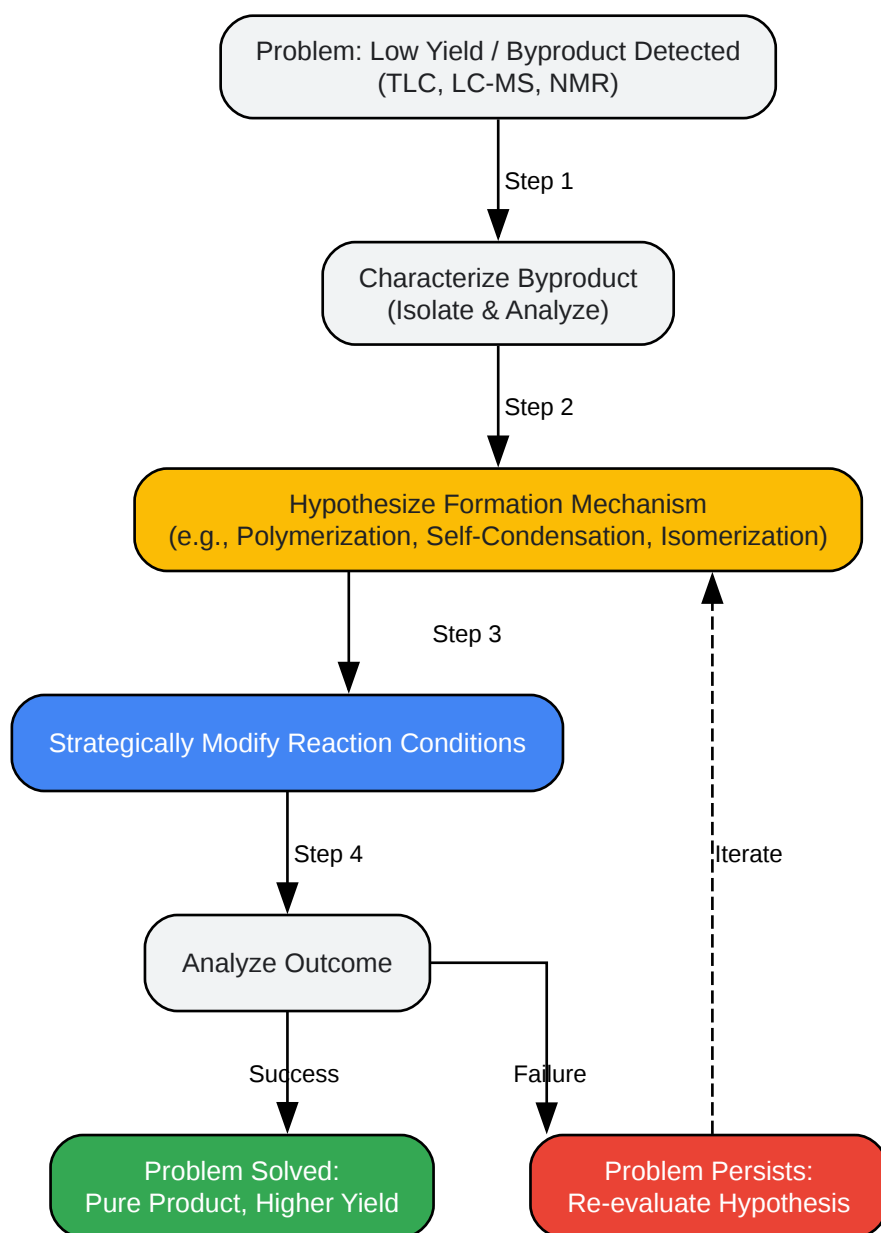 Problem: Low Yield / Byproduct Detected
(TLC, LC-MS, NMR)
Step 1
Characterize Byproduct
(Isolate & Analyze)
Step 2
Hypothesize Formation Mechanism
(e.g., Polymerization, Self-Condensation, Isomerization)
Step 3
Strategically Modify Reaction Conditions
Step 4
Iterate
Analyze Outcome
Success
Failure
Problem Solved:
Pure Product, Higher Yield
Problem Persists:
Re-evaluate Hypothesis